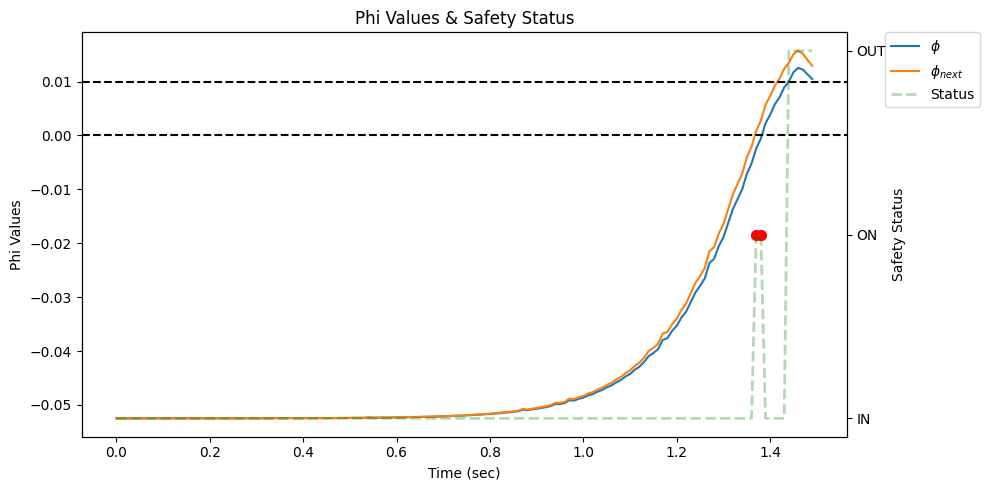 Phi Values & Safety Status
Phi Values
0.01
0.00
−0.01
−0.02
−0.03
−0.04
−0.05
0.0
0.2
0.4
0.6
0.8
1.0
1.2
1.4
Time (sec)
OUT
ON
IN
Safety Status
ϕ
ϕnext
Status